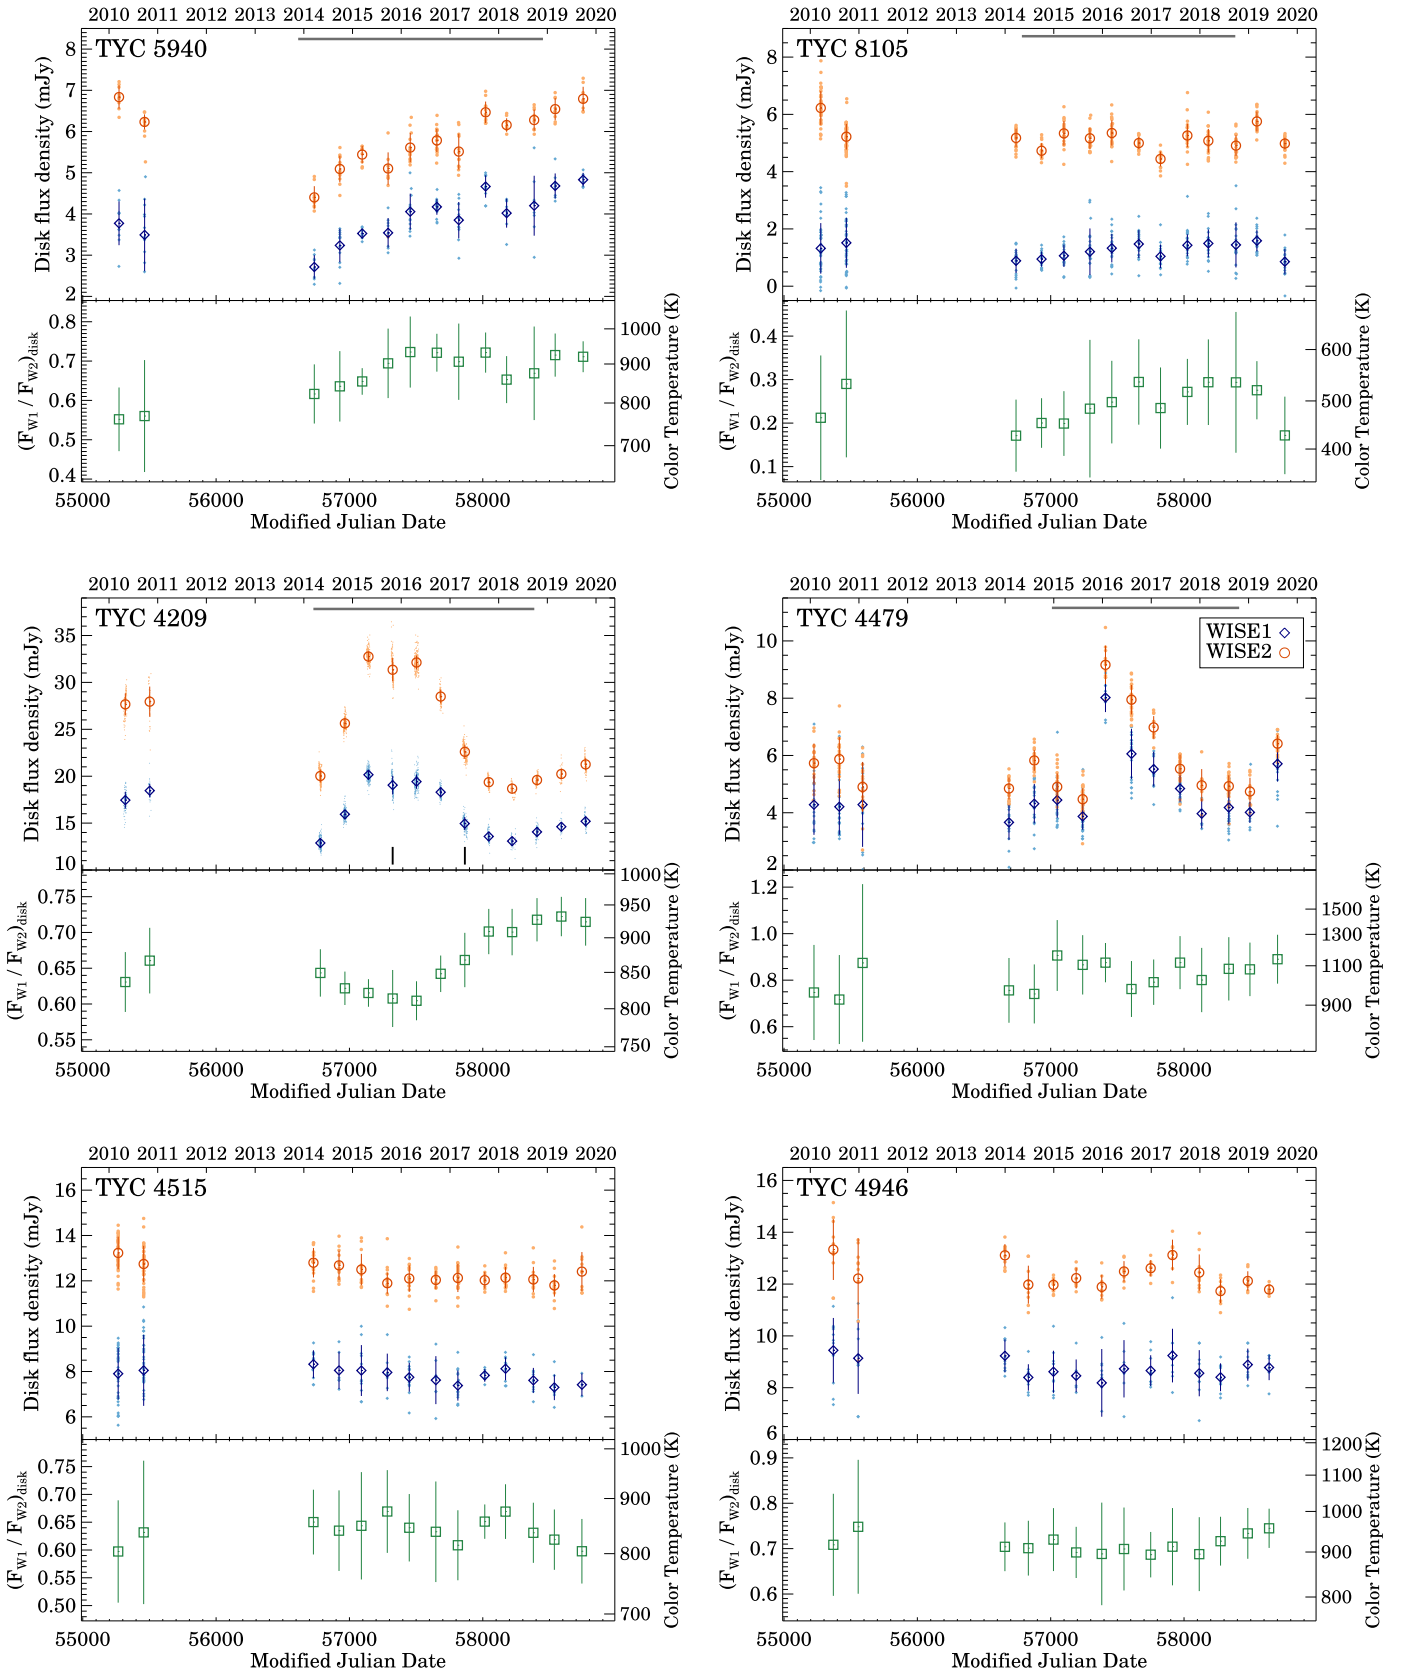 2010 2011 2012 2013 2014 2015 2016 2017 2018 2019 2020
TYC 5940
Disk flux density (mJy)
8
7
6
5
4
3
2
(F_W1 / F_W2)_disk
0.8
0.7
0.6
0.5
0.4
1000
900
800
700
Color Temperature (K)
55000 56000 57000 58000
Modified Julian Date
2010 2011 2012 2013 2014 2015 2016 2017 2018 2019 2020
TYC 8105
Disk flux density (mJy)
8
6
4
2
0
(F_W1 / F_W2)_disk
0.4
0.3
0.2
0.1
600
500
400
Color Temperature (K)
55000 56000 57000 58000
Modified Julian Date
2010 2011 2012 2013 2014 2015 2016 2017 2018 2019 2020
TYC 4209
Disk flux density (mJy)
35
30
25
20
15
10
(F_W1 / F_W2)_disk
0.75
0.70
0.65
0.60
0.55
1000
950
900
850
800
750
Color Temperature (K)
55000 56000 57000 58000
Modified Julian Date
2010 2011 2012 2013 2014 2015 2016 2017 2018 2019 2020
TYC 4479
WISE1
WISE2
Disk flux density (mJy)
10
8
6
4
2
(F_W1 / F_W2)_disk
1.2
1.0
0.8
0.6
1500
1300
1100
900
Color Temperature (K)
55000 56000 57000 58000
Modified Julian Date
2010 2011 2012 2013 2014 2015 2016 2017 2018 2019 2020
TYC 4515
Disk flux density (mJy)
16
14
12
10
8
6
(F_W1 / F_W2)_disk
0.75
0.70
0.65
0.60
0.55
0.50
1000
900
800
700
Color Temperature (K)
55000 56000 57000 58000
Modified Julian Date
2010 2011 2012 2013 2014 2015 2016 2017 2018 2019 2020
TYC 4946
Disk flux density (mJy)
16
14
12
10
8
6
(F_W1 / F_W2)_disk
0.9
0.8
0.7
0.6
1200
1100
1000
900
800
Color Temperature (K)
55000 56000 57000 58000
Modified Julian Date